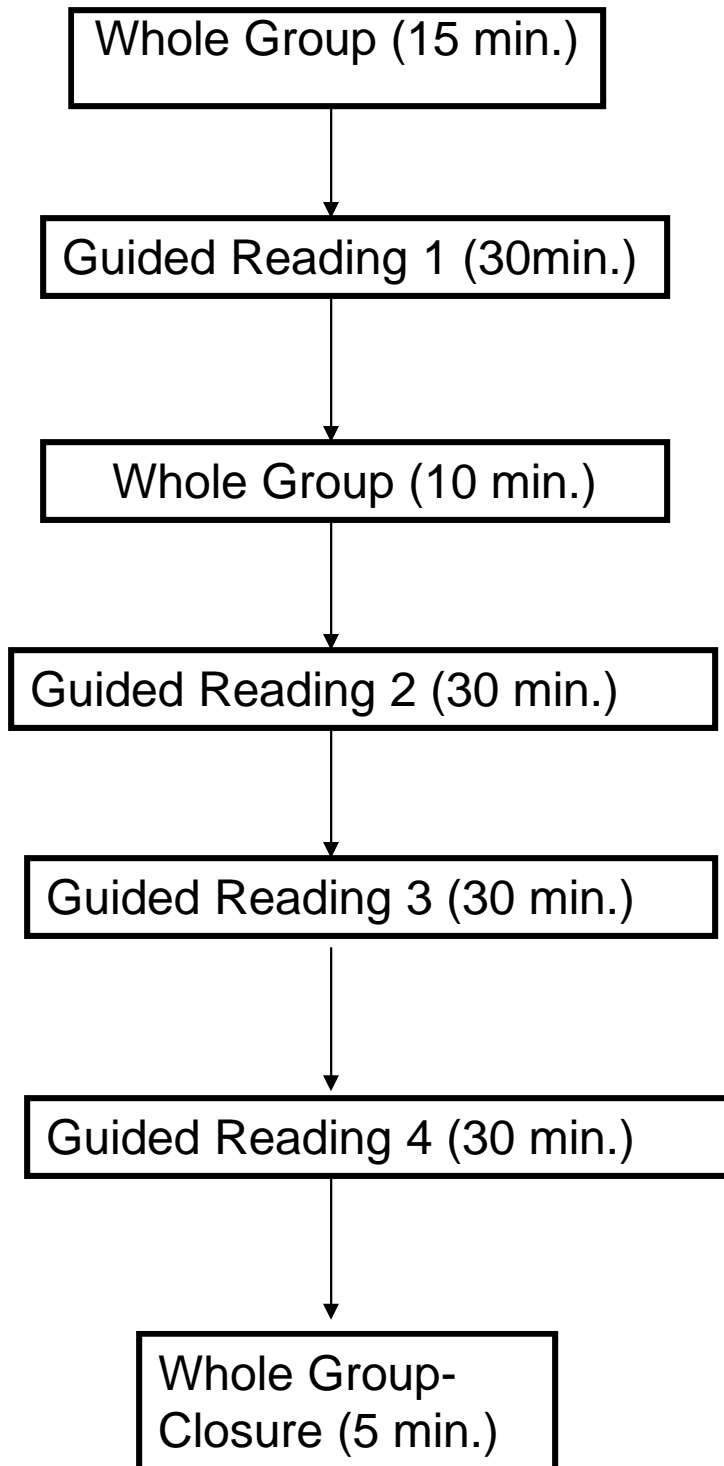 Whole Group (15 min.)
Guided Reading 1 (30min.)
Whole Group (10 min.)
Guided Reading 2 (30 min.)
Guided Reading 3 (30 min.)
Guided Reading 4 (30 min.)
Whole Group-
Closure (5 min.)